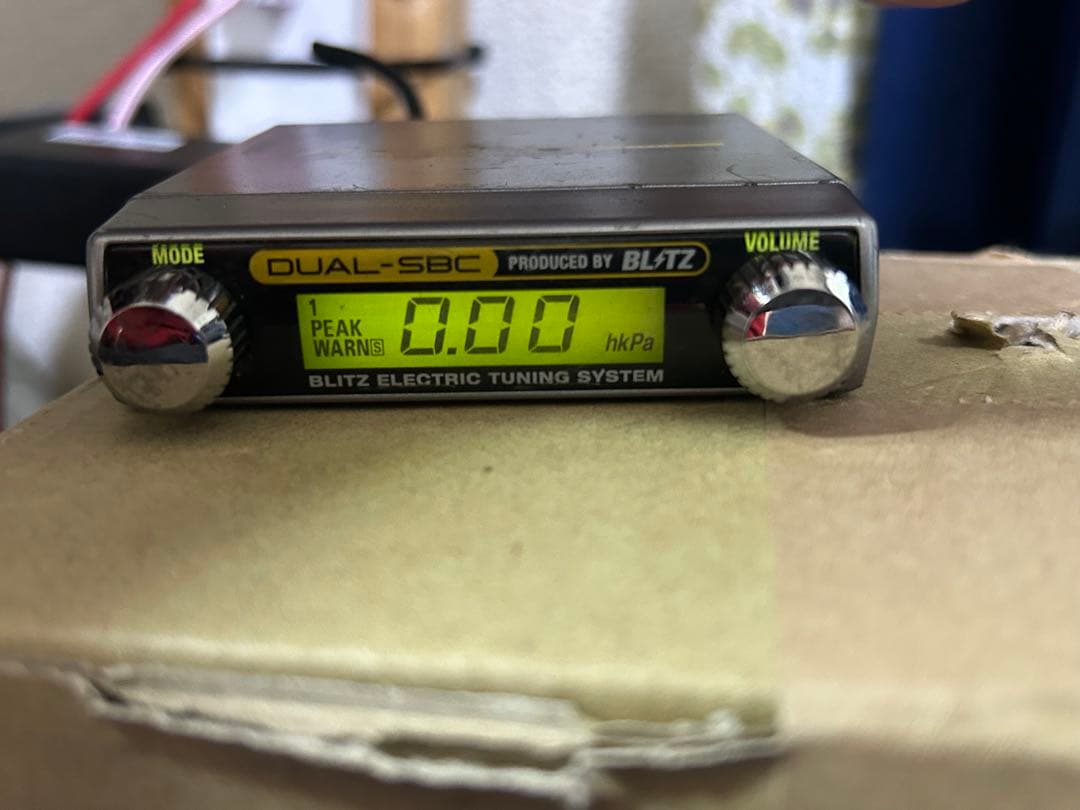 MODE
VOLUME
DUAL-SBC PRODUCED BY BLITZ
1
PEAK
WARN S
0.00 hkPa
BLITZ ELECTRIC TUNING SYSTEM